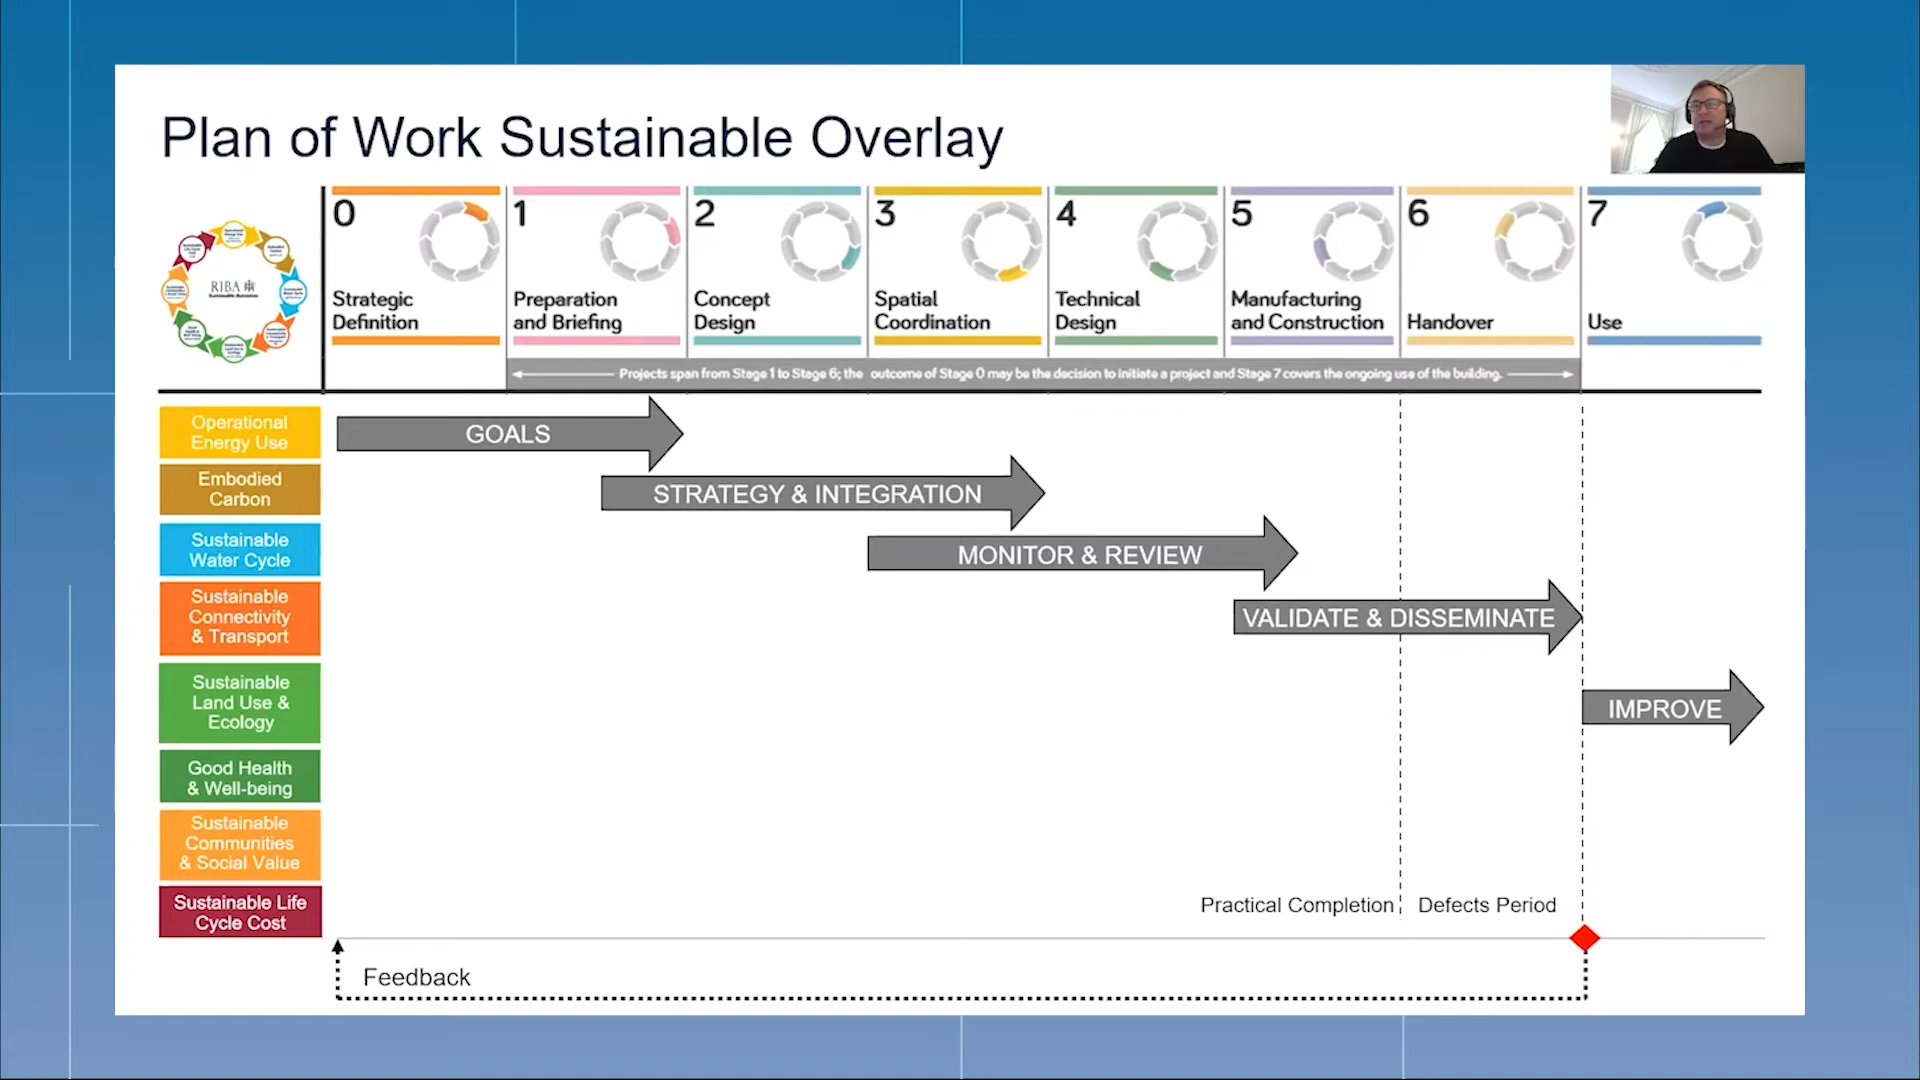 Plan of Work Sustainable Overlay
RIBA
Sustainable Outcomes
0
Strategic
Definition
1
Preparation
and Briefing
2
Concept
Design
3
Spatial
Coordination
4
Technical
Design
5
Manufacturing
and Construction
6
Handover
7
Use
Projects span from Stage 1 to Stage 6; the outcome of Stage 0 may be the decision to initiate a project and Stage 7 covers the ongoing use of the building.
Operational
Energy Use
GOALS
Embodied
Carbon
STRATEGY & INTEGRATION
Sustainable
Water Cycle
MONITOR & REVIEW
Sustainable
Connectivity
& Transport
VALIDATE & DISSEMINATE
Sustainable
Land Use &
Ecology
IMPROVE
Good Health
& Well-being
Sustainable
Communities
& Social Value
Sustainable Life
Cycle Cost
Practical Completion
Defects Period
Feedback